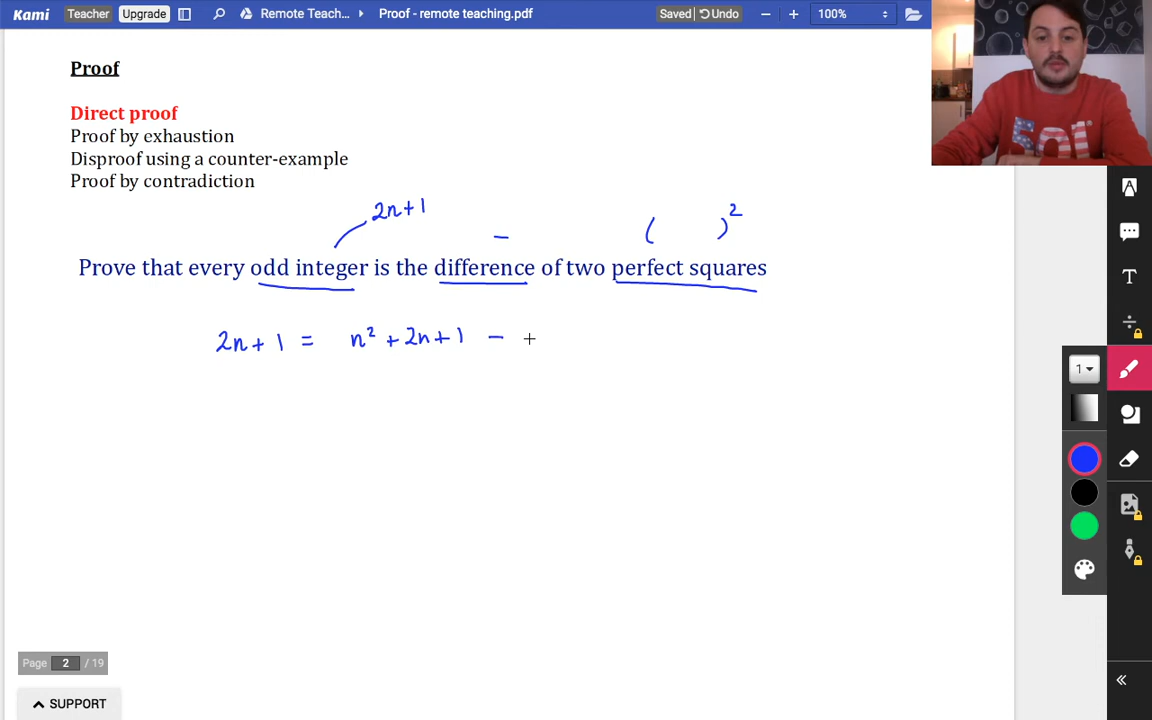 Kami Teacher Upgrade Remote Teach... Proof - remote teaching.pdf Saved Undo 100%
Proof
Direct proof
Proof by exhaustion
Disproof using a counter-example
Proof by contradiction
2n+1
- ( )²
Prove that every odd integer is the difference of two perfect squares
2n+1 = n² + 2n + 1 -
T
1
Page 2 / 19
SUPPORT